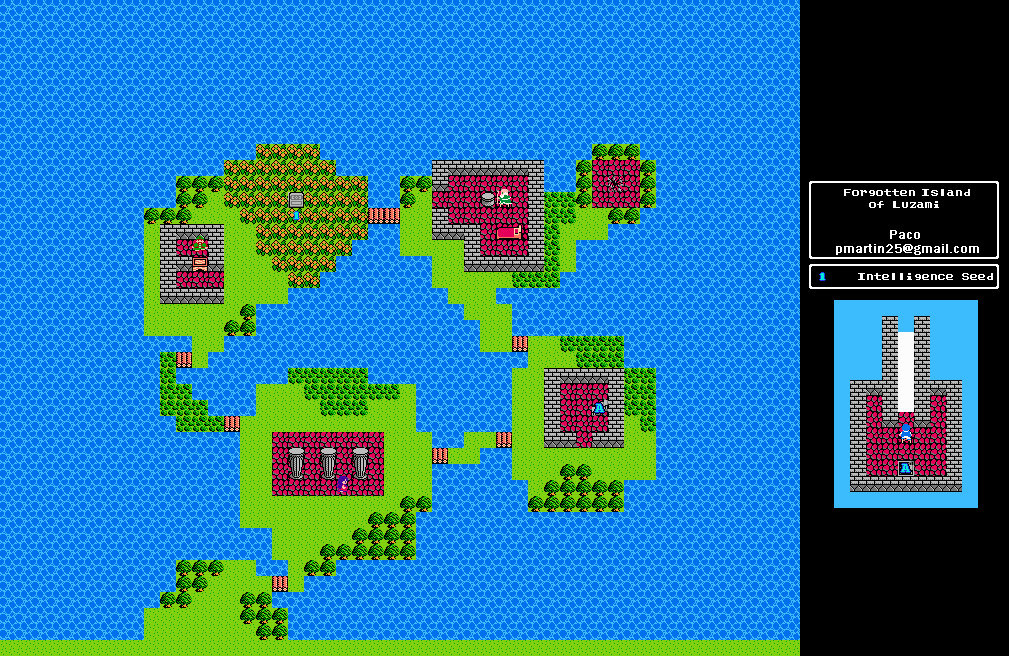 Forgotten Island
of Luzami
Paco
pmartin25@gmail.com
1 Intelligence Seed